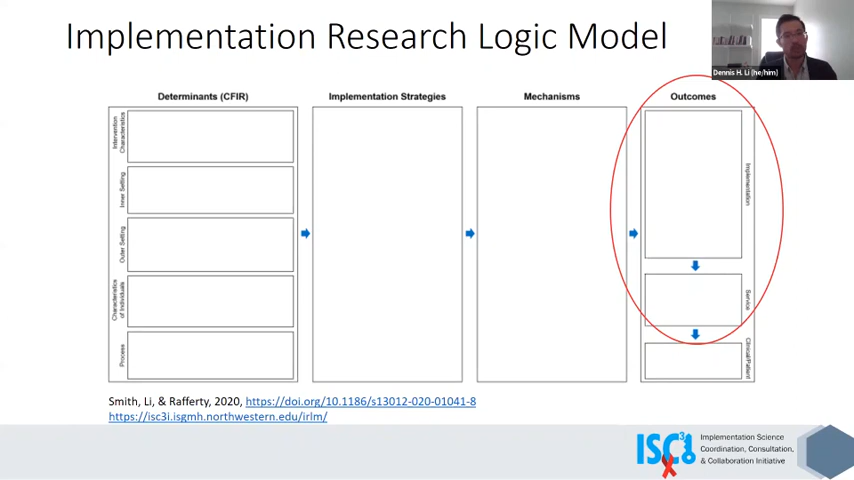 Implementation Research Logic Model
Dennis H. Li (he/him)
Determinants (CFIR)
Implementation Strategies
Mechanisms
Outcomes
Intervention
Characteristics
Inner Setting
Outer Setting
Characteristics
of Individuals
Process
Implementation
Service
Clinical/Patient
Smith, Li, & Rafferty, 2020, https://doi.org/10.1186/s13012-020-01041-8
https://isc3i.isgmh.northwestern.edu/irlm/
ISC3I
Implementation Science
Coordination, Consultation,
& Collaboration Initiative